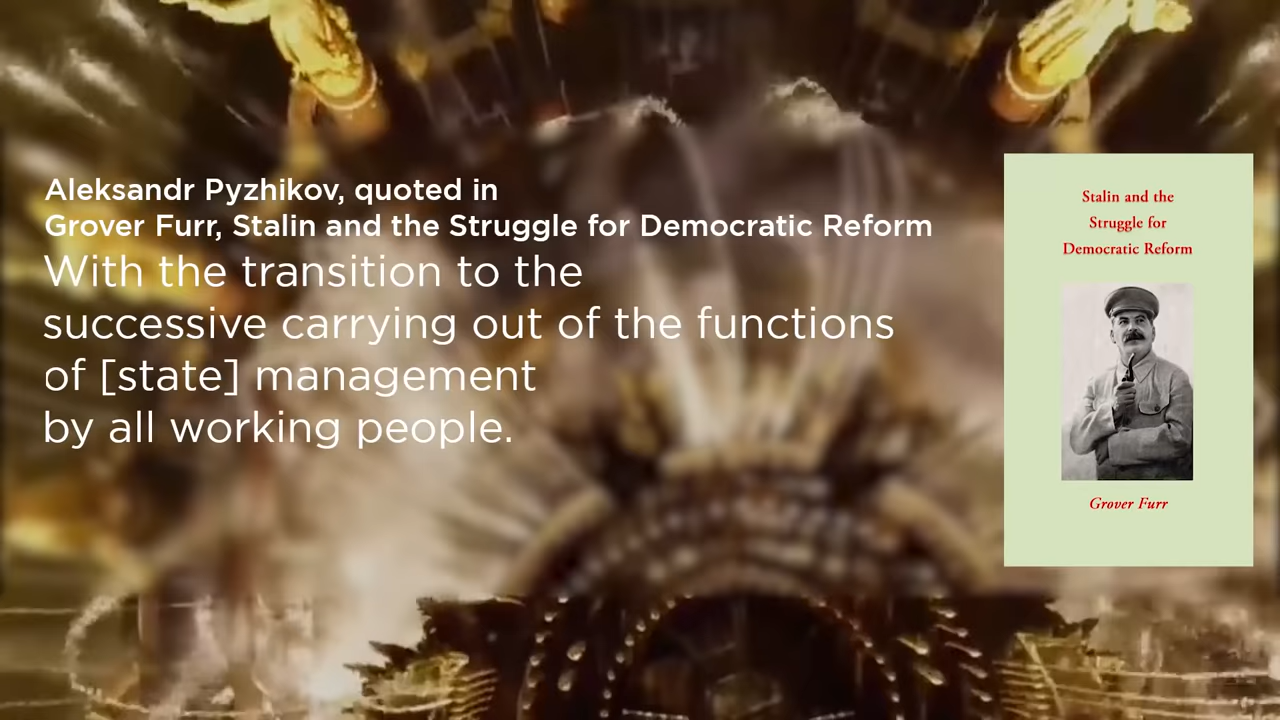 Aleksandr Pyzhikov, quoted in
Grover Furr, Stalin and the Struggle for Democratic Reform
With the transition to the
successive carrying out of the functions
of [state] management
by all working people.
Stalin and the
Struggle for
Democratic Reform
Grover Furr